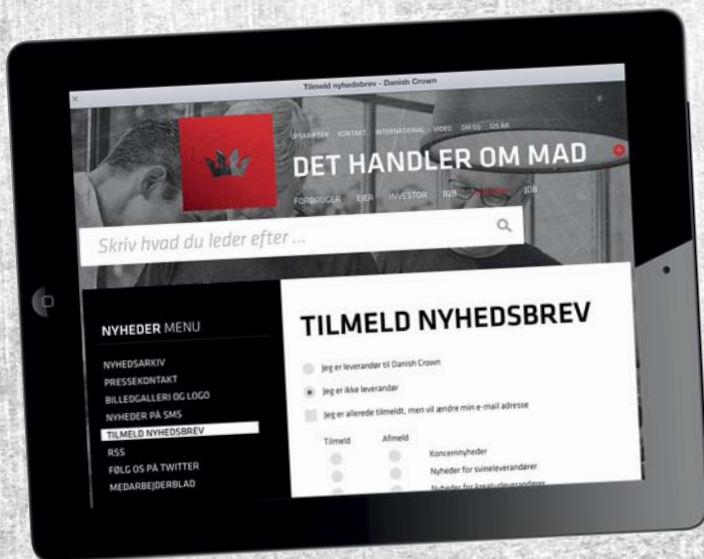 Tilmeld nyhedsbrev - Danish Crown
OPSKRIFTER KONTAKT INTERNATIONAL VIDEO OM OS 125 ÅR
DET HANDLER OM MAD
FORBRUGER EJER INVESTOR B2B JOB
Skriv hvad du leder efter ...
NYHEDER MENU
NYHEDSARKIV
PRESSEKONTAKT
BILLEDGALLERI OG LOGO
NYHEDER PÅ SMS
TILMELD NYHEDSBREV
RSS
FØLG OS PÅ TWITTER
MEDARBEJDERBLAD
TILMELD NYHEDSBREV
Jeg er leverandør til Danish Crown
Jeg er ikke leverandør
Jeg er allerede tilmeldt, men vil ændre min e-mail adresse
Tilmeld Afmeld
Koncernnyheder
Nyheder for svineleverandører
Nyheder for kreaturleverandører